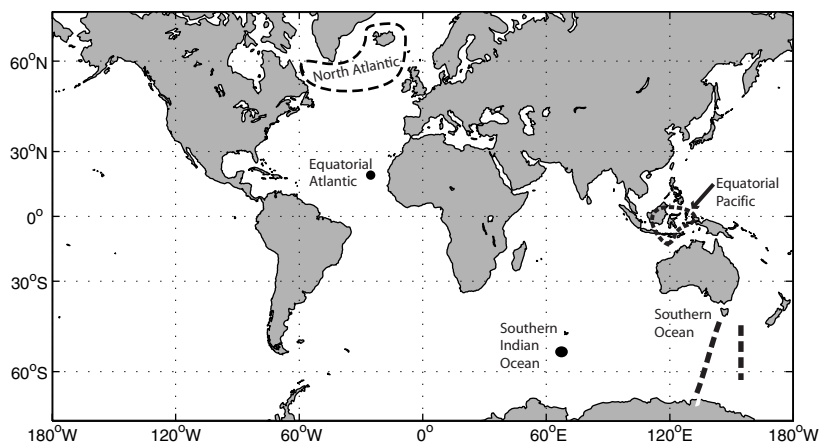 60°N
North Atlantic
30°N
Equatorial
Atlantic
Equatorial
Pacific
0°
30°S
Southern
Ocean
Southern
Indian
Ocean
60°S
180°W
120°W
60°W
0°
60°E
120°E
180°W